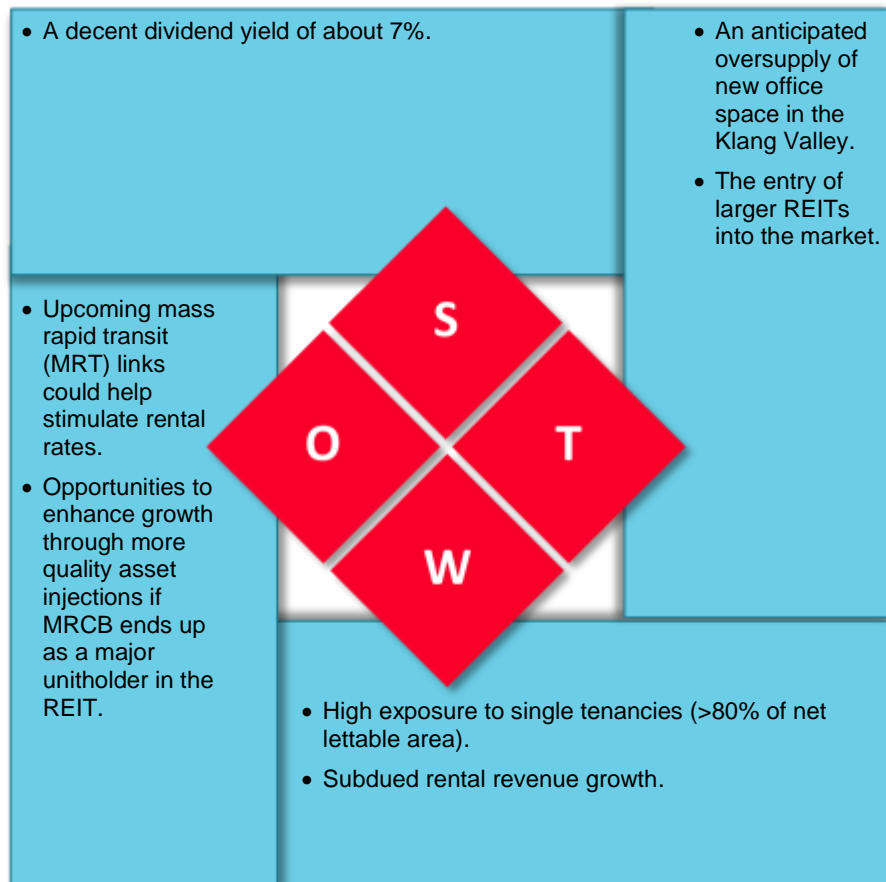 • A decent dividend yield of about 7%.
• An anticipated
oversupply of
new office
space in the
Klang Valley.
• The entry of
larger REITs
into the market.
S
• Upcoming mass
rapid transit
(MRT) links
could help
stimulate rental
rates.
• Opportunities to
enhance growth
through more
quality asset
injections if
MRCB ends up
as a major
unitholder in the
REIT.
O
T
W
• High exposure to single tenancies (>80% of net
lettable area).
• Subdued rental revenue growth.